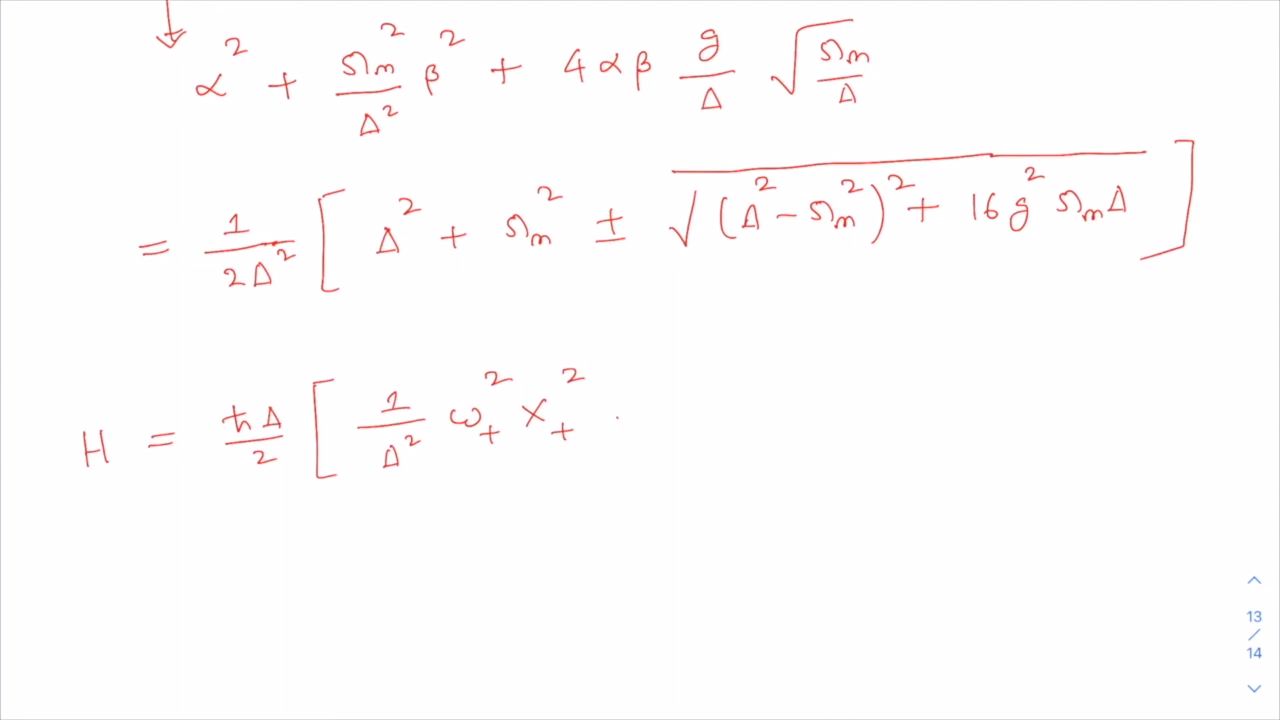 α² + Ωm²/Δ² β² + 4αβ g/Δ √(Ωm/Δ)
= 1/(2Δ²) [ Δ² + Ωm² ± √((Δ² − Ωm²)² + 16g² Ωm Δ) ]
H = ħΔ/2 [ 1/Δ² ω₊² X₊²
13
/
14